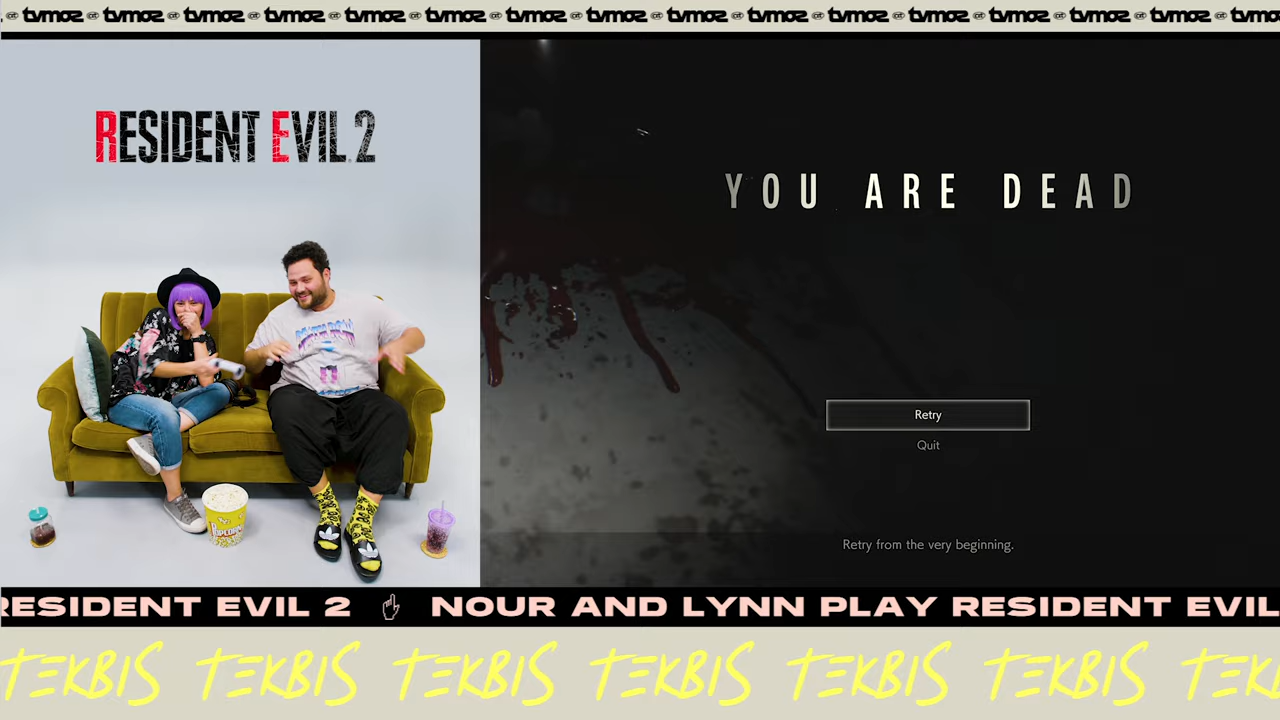 tvmoz tvmoz tvmoz tvmoz tvmoz tvmoz tvmoz tvmoz tvmoz tvmoz tvmoz tvmoz tvmoz tvmoz tvmoz tvmoz
RESIDENT EVIL 2
YOU ARE DEAD
Retry
Quit
POPCORN
Retry from the very beginning.
RESIDENT EVIL 2 ☝ NOUR AND LYNN PLAY RESIDENT EVIL
TEKBIS TEKBIS TEKBIS TEKBIS TEKBIS TEKBIS TEK